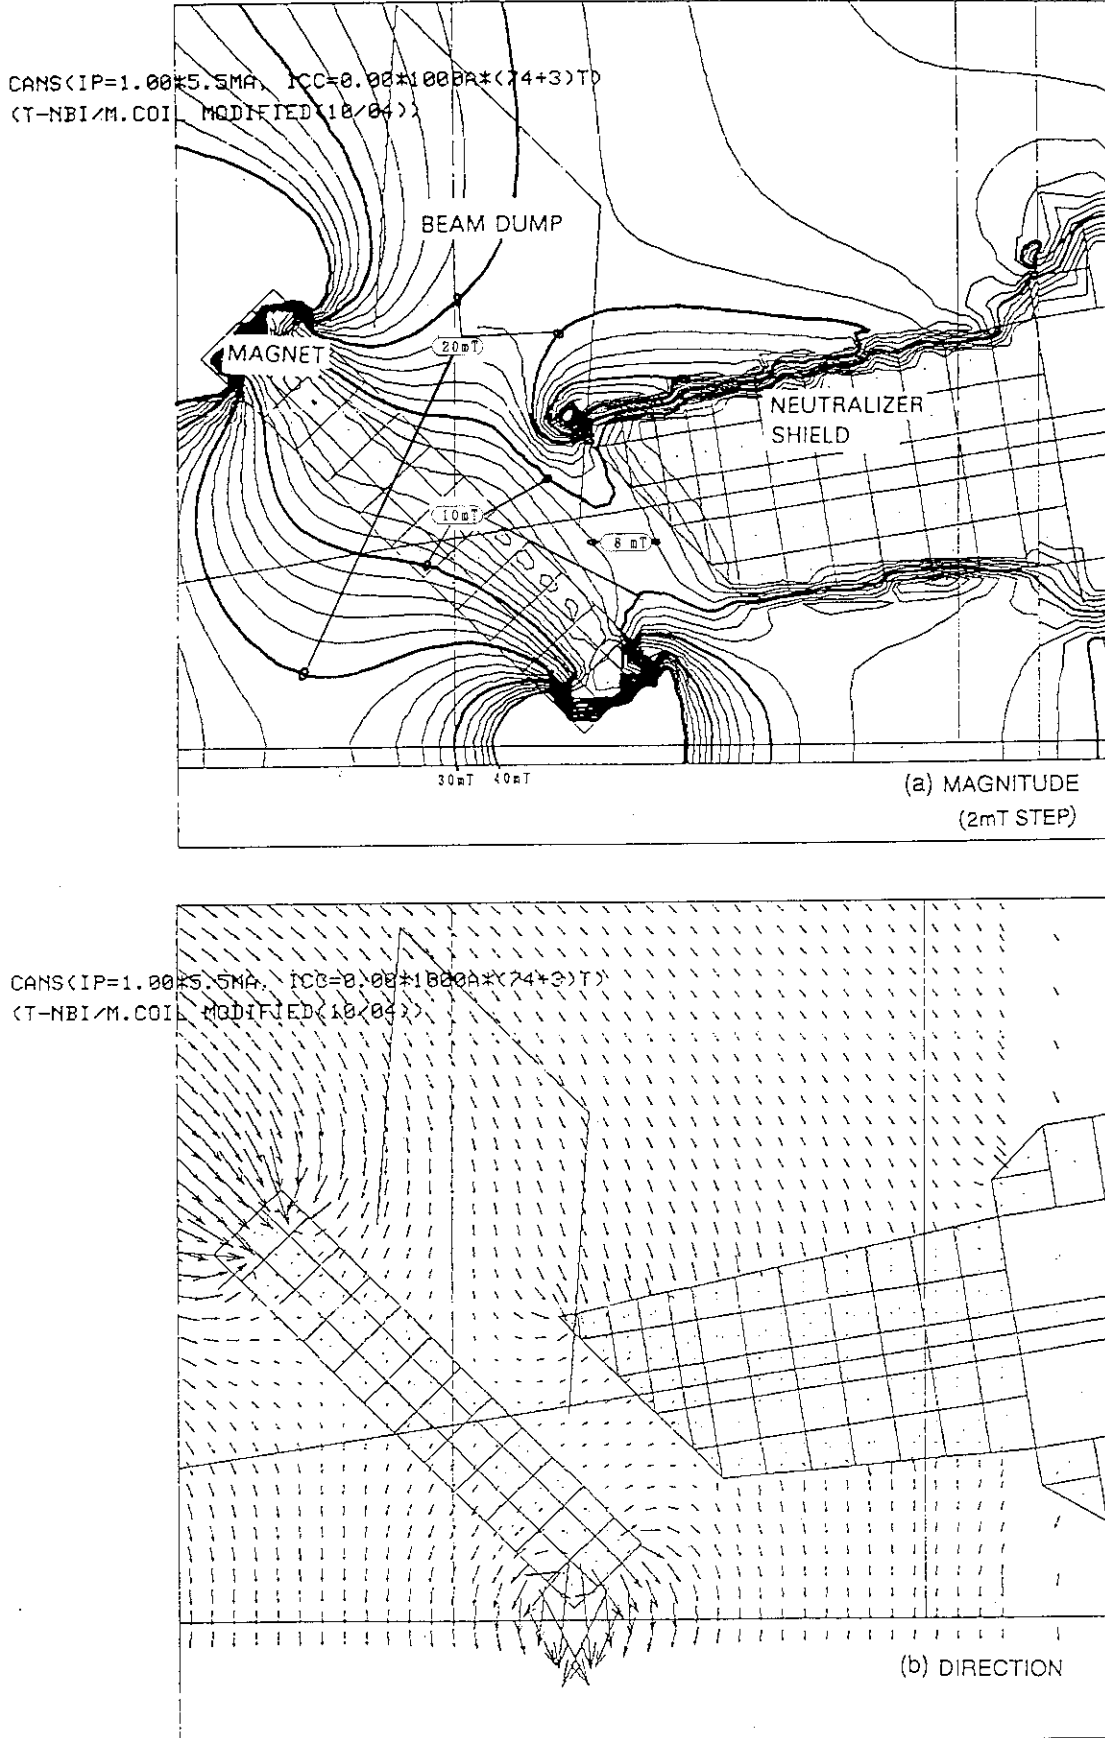 CANS(IP=1.00*5.5MA, ICC=0.00*1000A*(74+3)T)
(T-NBI/M.COIL MODIFIED(10/04))
BEAM DUMP
20mT
MAGNET
NEUTRALIZER
SHIELD
10mT
8 mT
30mT 40mT
(a) MAGNITUDE
(2mT STEP)
CANS(IP=1.00*5.5MA, ICC=0.00*1000A*(74+3)T)
(T-NBI/M.COIL MODIFIED(10/04))
(b) DIRECTION